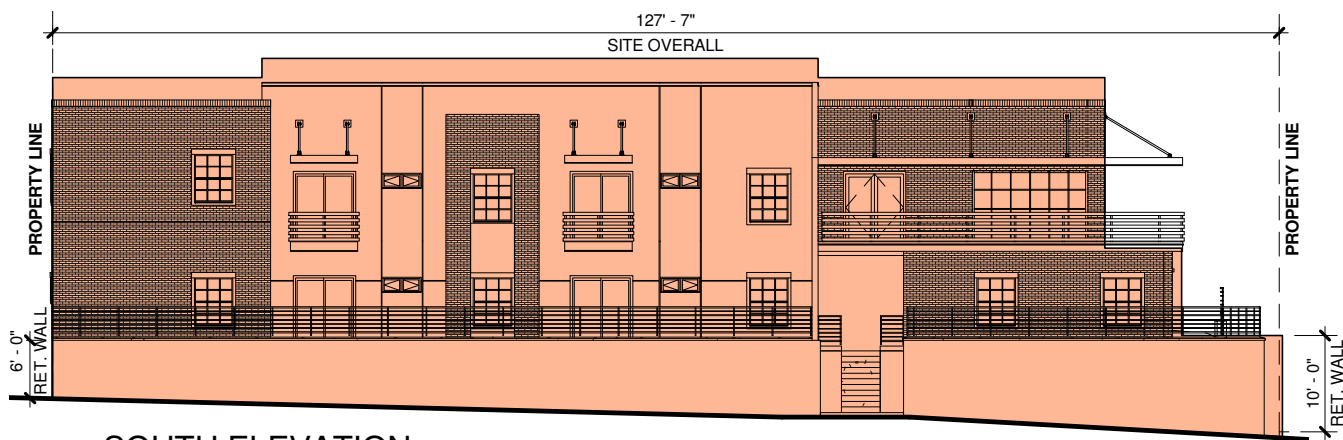 127' - 7"
SITE OVERALL
PROPERTY LINE
PROPERTY LINE
6' - 0"
RET. WALL
10' - 0"
RET. WALL
SOUTH ELEVATION